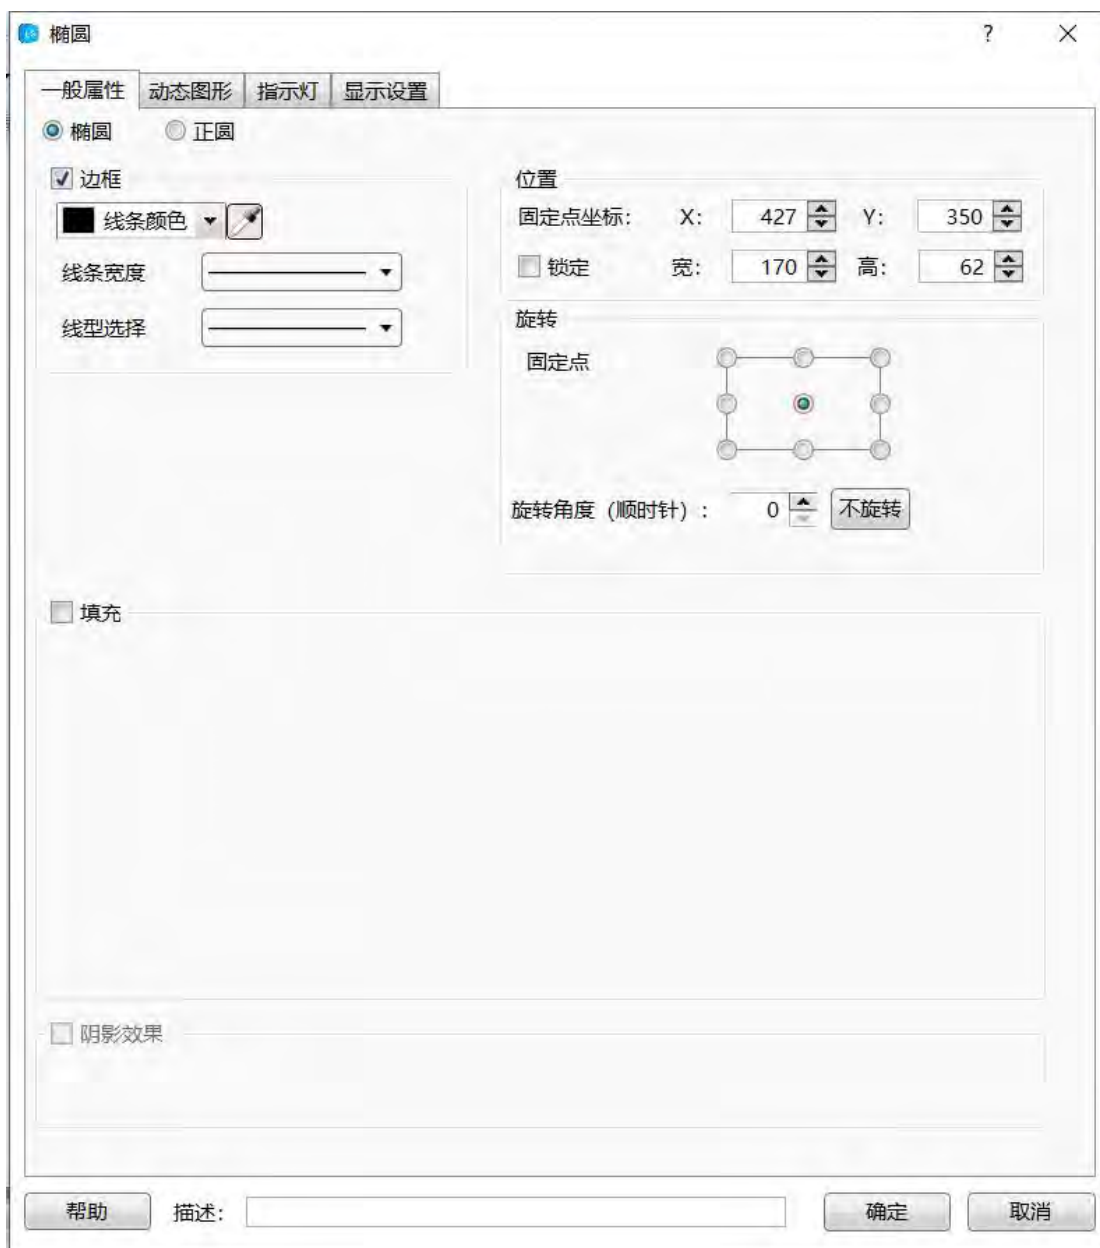 椭圆 ?
一般属性 动态图形 指示灯 显示设置
椭圆 正圆
边框
线条颜色
线条宽度
线型选择
位置
固定点坐标: X: 427 Y: 350
锁定 宽: 170 高: 62
旋转
固定点
旋转角度（顺时针）: 0 不旋转
填充
阴影效果
帮助 描述: 确定 取消